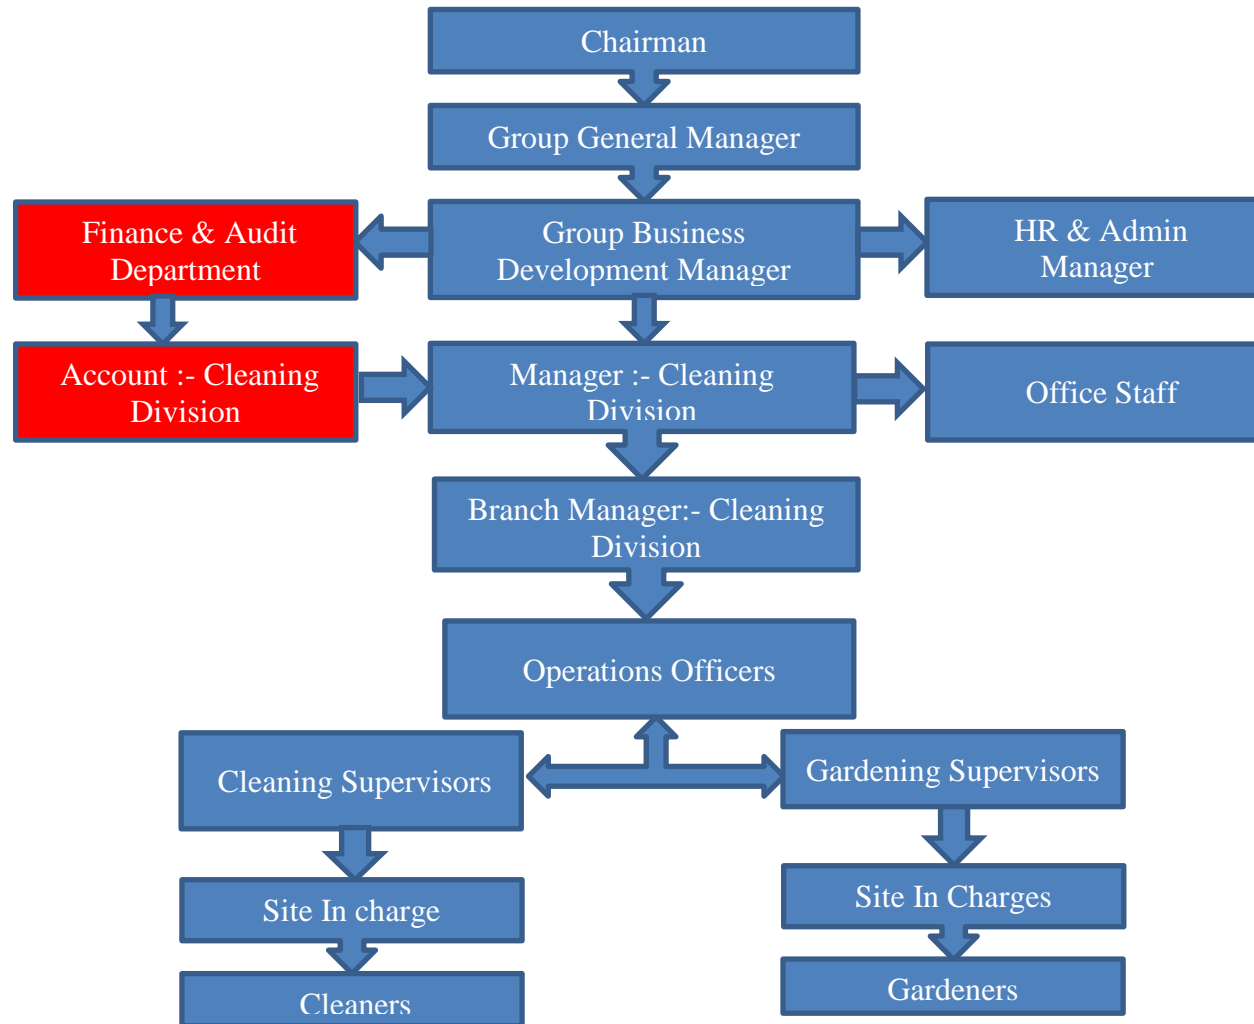 Chairman
Group General Manager
Finance & Audit
Department
Group Business
Development Manager
HR & Admin
Manager
Account :- Cleaning
Division
Manager :- Cleaning
Division
Office Staff
Branch Manager:- Cleaning
Division
Operations Officers
Cleaning Supervisors
Gardening Supervisors
Site In charge
Site In Charges
Cleaners
Gardeners